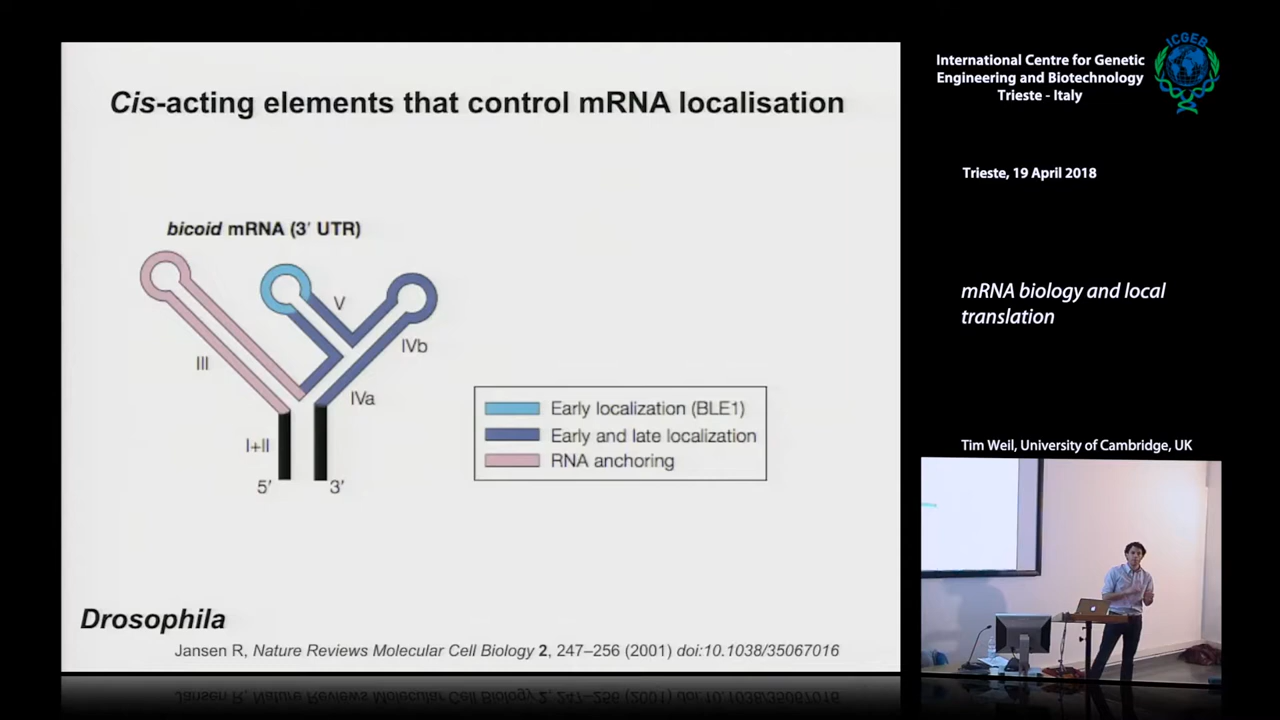 Cis-acting elements that control mRNA localisation
bicoid mRNA (3′ UTR)
V
III
IVb
IVa
I+II
5′
3′
Early localization (BLE1)
Early and late localization
RNA anchoring
Drosophila
Jansen R, Nature Reviews Molecular Cell Biology 2, 247–256 (2001) doi:10.1038/35067016
International Centre for Genetic
Engineering and Biotechnology
Trieste - Italy
ICGEB
Trieste, 19 April 2018
mRNA biology and local
translation
Tim Weil, University of Cambridge, UK